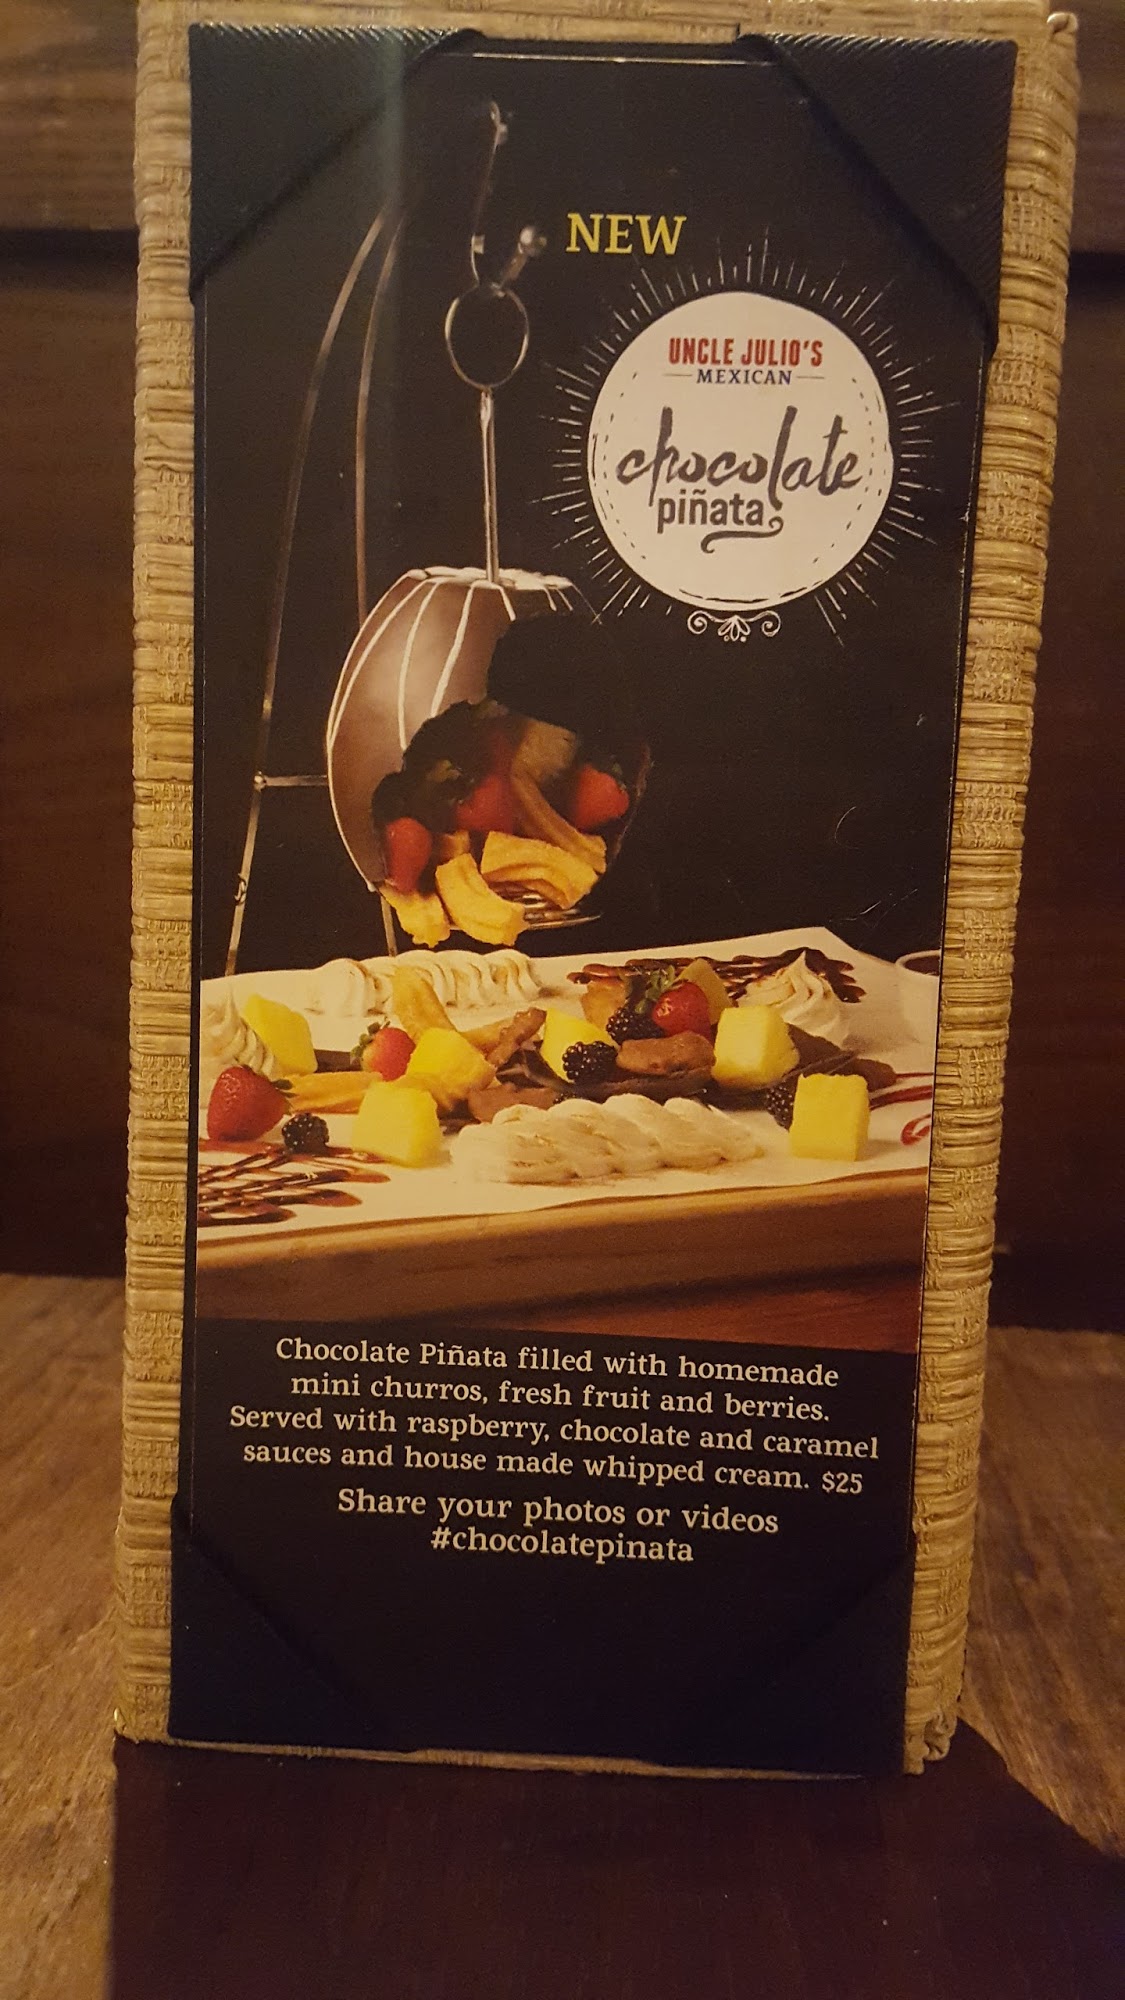 NEW
UNCLE JULIO'S
MEXICAN
chocolate
piñata
Chocolate Piñata filled with homemade
mini churros, fresh fruit and berries.
Served with raspberry, chocolate and caramel
sauces and house made whipped cream. $25
Share your photos or videos
#chocolatepinata